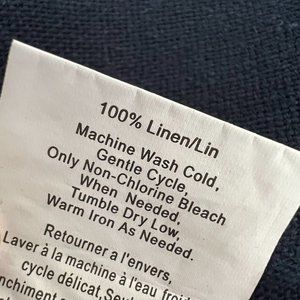 100% Linen/Lin
Machine Wash Cold,
Gentle Cycle,
Only Non-Chlorine Bleach
When Needed,
Tumble Dry Low,
Warm Iron As Needed.
Retourner a l'envers,
Laver à la machine à l'eau froide
cycle délicat,